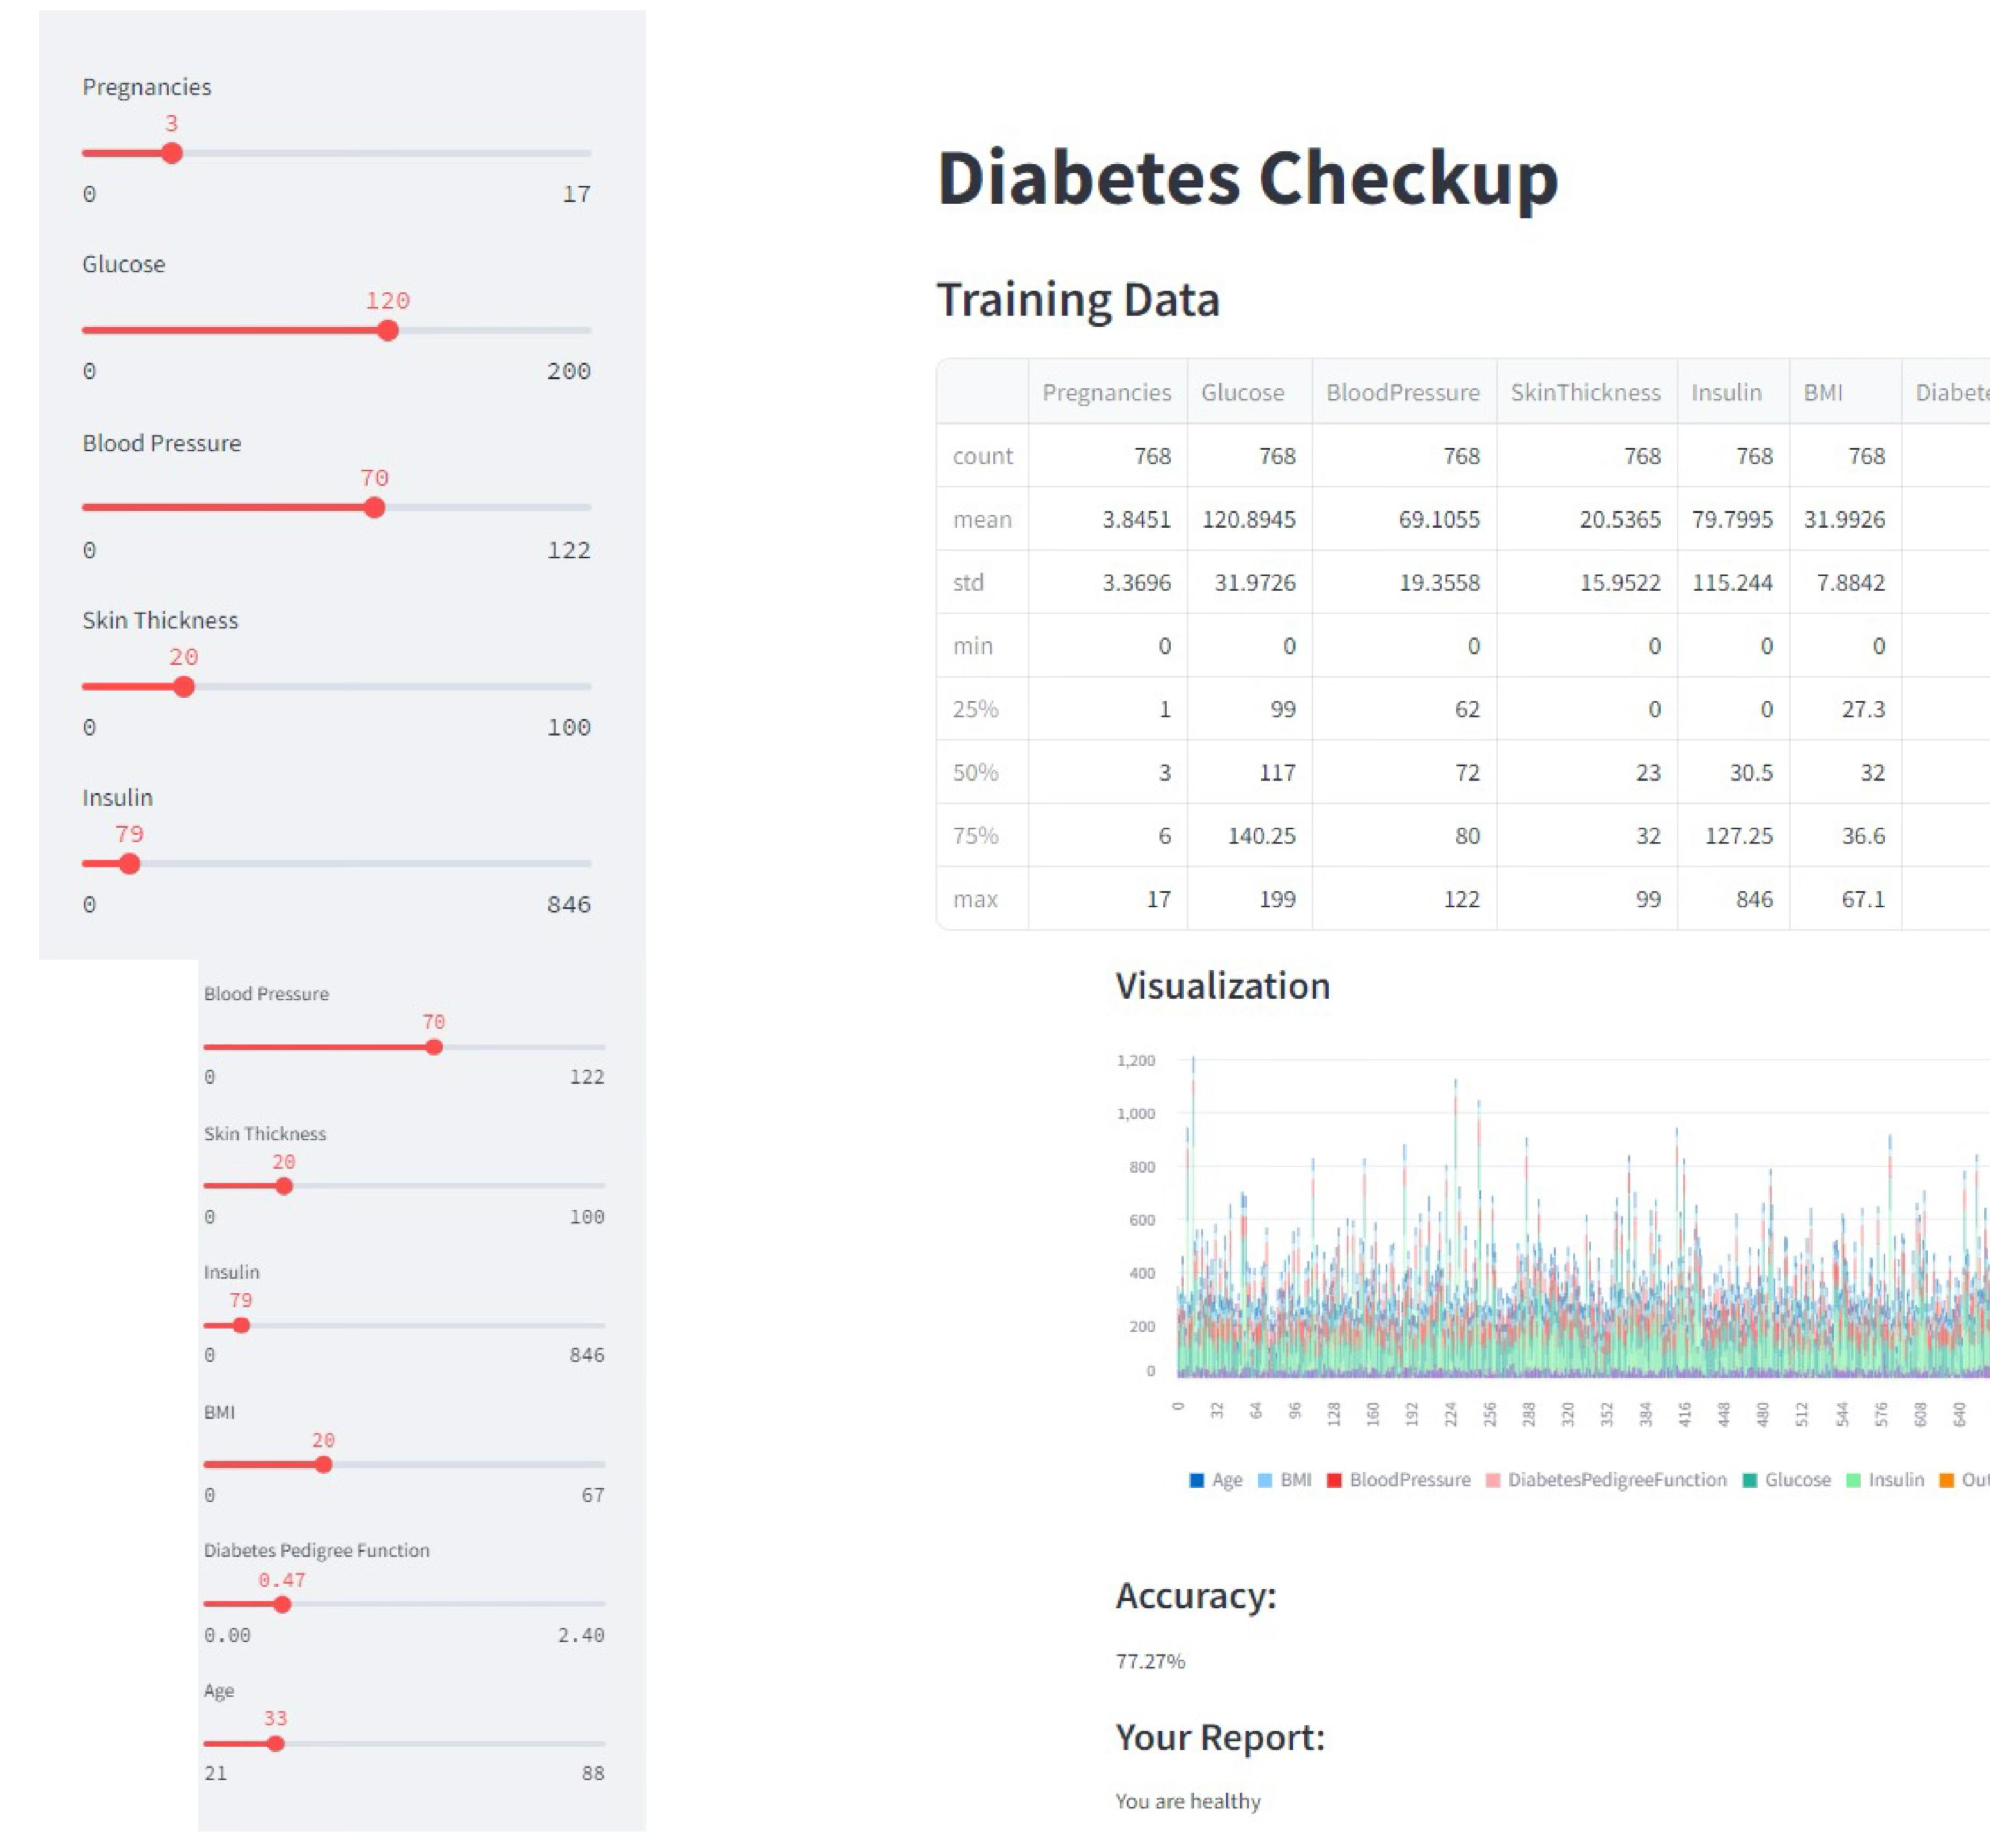 Pregnancies
3
0 17
Glucose
120
0 200
Blood Pressure
70
0 122
Skin Thickness
20
0 100
Insulin
79
0 846
Blood Pressure
70
0 122
Skin Thickness
20
0 100
Insulin
79
0 846
BMI
20
0 67
Diabetes Pedigree Function
0.47
0.00 2.40
Age
33
21 88
Diabetes Checkup
Training Data
Pregnancies Glucose BloodPressure SkinThickness Insulin BMI Diabete
count 768 768 768 768 768 768
mean 3.8451 120.8945 69.1055 20.5365 79.7995 31.9926
std 3.3696 31.9726 19.3558 15.9522 115.244 7.8842
min 0 0 0 0 0 0
25% 1 99 62 0 0 27.3
50% 3 117 72 23 30.5 32
75% 6 140.25 80 32 127.25 36.6
max 17 199 122 99 846 67.1
Visualization
1,200
1,000
800
600
400
200
0
0 32 64 96 128 160 192 224 256 288 320 352 384 416 448 480 512 544 576 608 640
Age BMI BloodPressure DiabetesPedigreeFunction Glucose Insulin Out
Accuracy:
77.27%
Your Report:
You are healthy